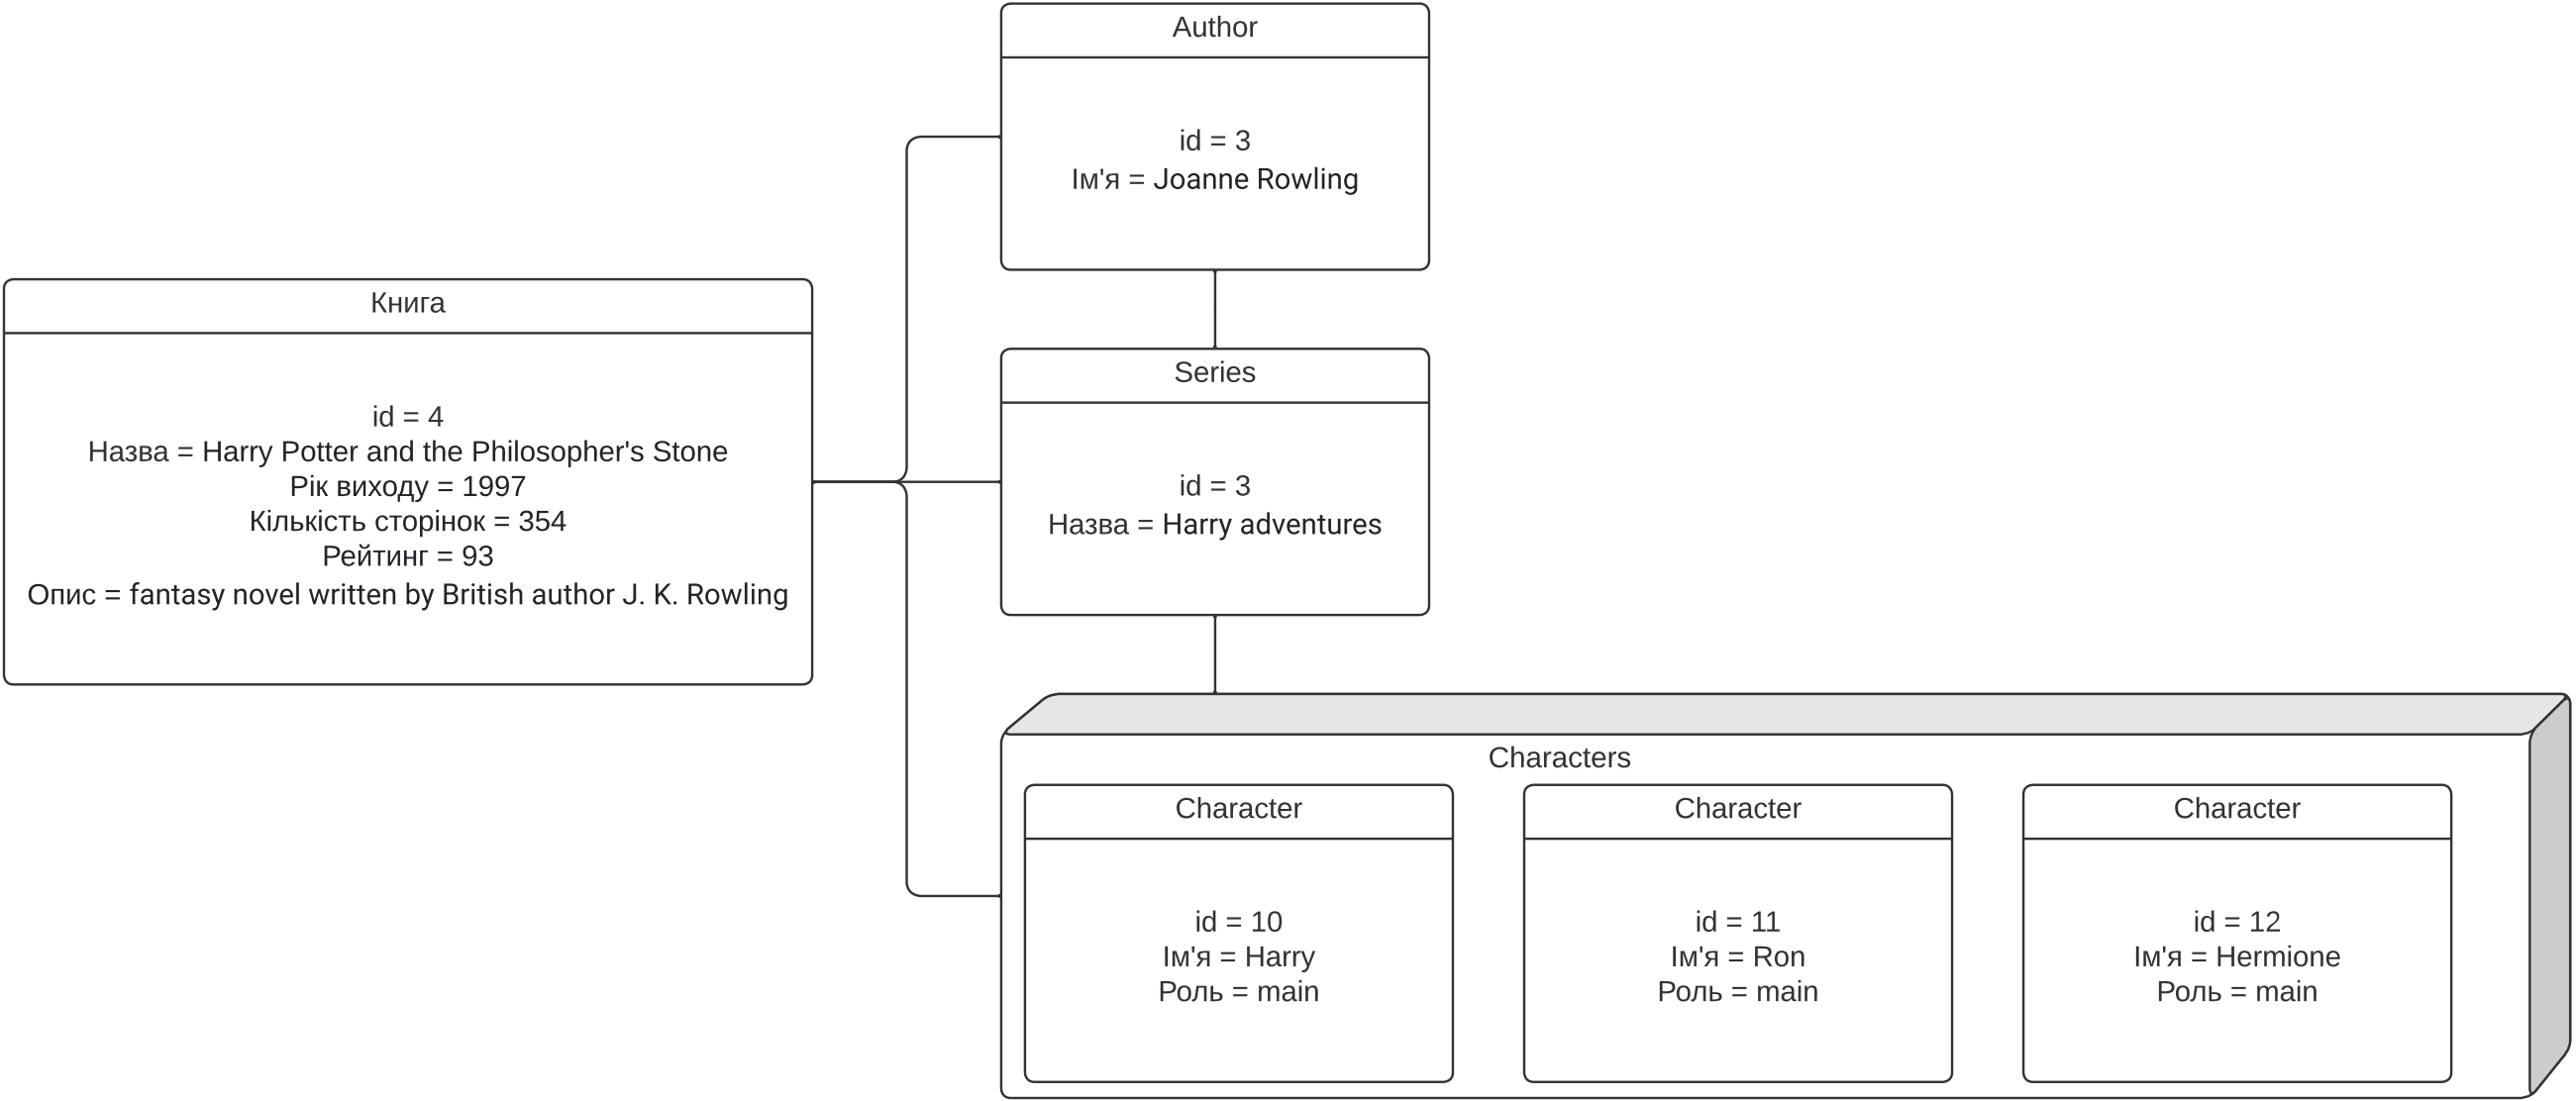 Author
id = 3
Ім'я = Joanne Rowling
Книга
id = 4
Назва = Harry Potter and the Philosopher's Stone
Рік виходу = 1997
Кількість сторінок = 354
Рейтинг = 93
Опис = fantasy novel written by British author J. K. Rowling
Series
id = 3
Назва = Harry adventures
Characters
Character
id = 10
Ім'я = Harry
Роль = main
Character
id = 11
Ім'я = Ron
Роль = main
Character
id = 12
Ім'я = Hermione
Роль = main